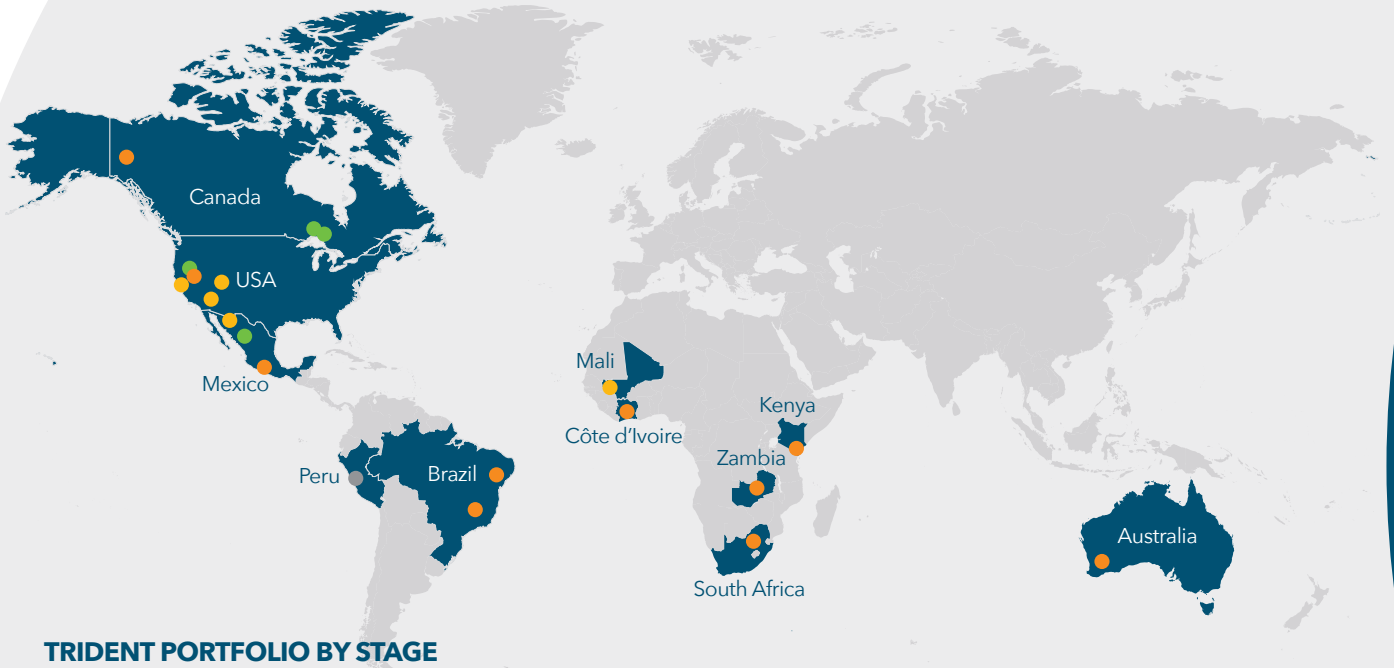 Canada
USA
Mexico
Mali
Côte d'Ivoire
Kenya
Zambia
Peru
Brazil
South Africa
Australia
TRIDENT PORTFOLIO BY STAGE